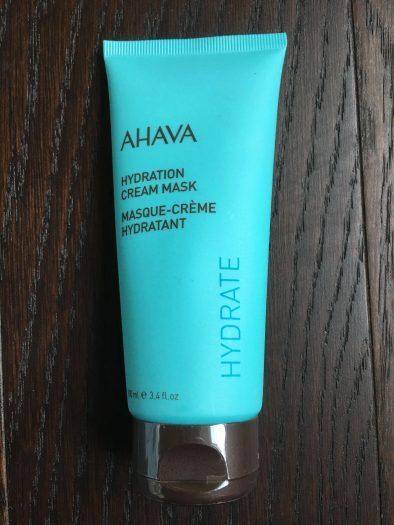 AHAVA
HYDRATION
CREAM MASK
MASQUE-CRÈME
HYDRATANT
HYDRATE
℮ 3.4 fl.oz